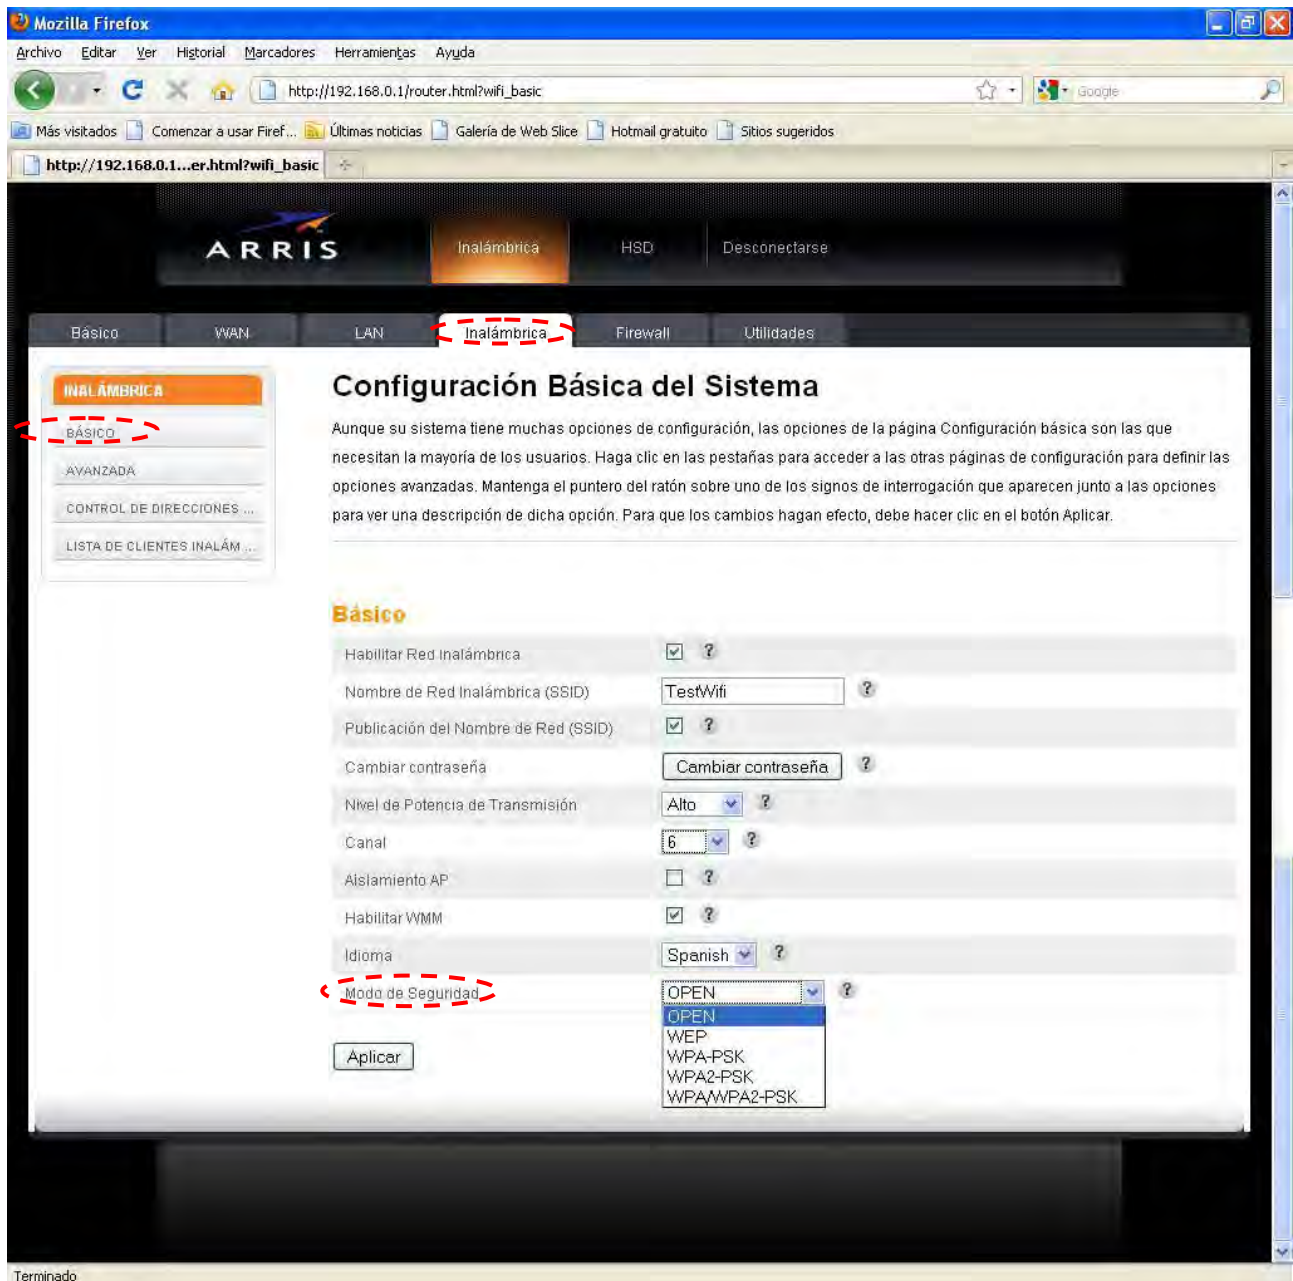 Mozilla Firefox
Archivo Editar Ver Historial Marcadores Herramientas Ayuda
http://192.168.0.1/router.html?wifi_basic
Google
Más visitados Comenzar a usar Firef... Últimas noticias Galería de Web Slice Hotmail gratuito Sitios sugeridos
http://192.168.0.1...er.html?wifi_basic
ARRIS Inalámbrica HSD Desconectarse
Básico WAN LAN Inalámbrica Firewall Utilidades
INALÁMBRICA
BÁSICO
AVANZADA
CONTROL DE DIRECCIONES ...
LISTA DE CLIENTES INALÁM ...
Configuración Básica del Sistema
Aunque su sistema tiene muchas opciones de configuración, las opciones de la página Configuración básica son las que
necesitan la mayoría de los usuarios. Haga clic en las pestañas para acceder a las otras páginas de configuración para definir las
opciones avanzadas. Mantenga el puntero del ratón sobre uno de los signos de interrogación que aparecen junto a las opciones
para ver una descripción de dicha opción. Para que los cambios hagan efecto, debe hacer clic en el botón Aplicar.
Básico
Habilitar Red Inalámbrica ?
Nombre de Red Inalámbrica (SSID) TestWifi ?
Publicación del Nombre de Red (SSID) ?
Cambiar contraseña Cambiar contraseña ?
Nivel de Potencia de Transmisión Alto ?
Canal 6 ?
Aislamiento AP ?
Habilitar WMM ?
Idioma Spanish ?
Modo de Seguridad OPEN ?
OPEN
WEP
WPA-PSK
WPA2-PSK
WPA/WPA2-PSK
Aplicar
Terminado